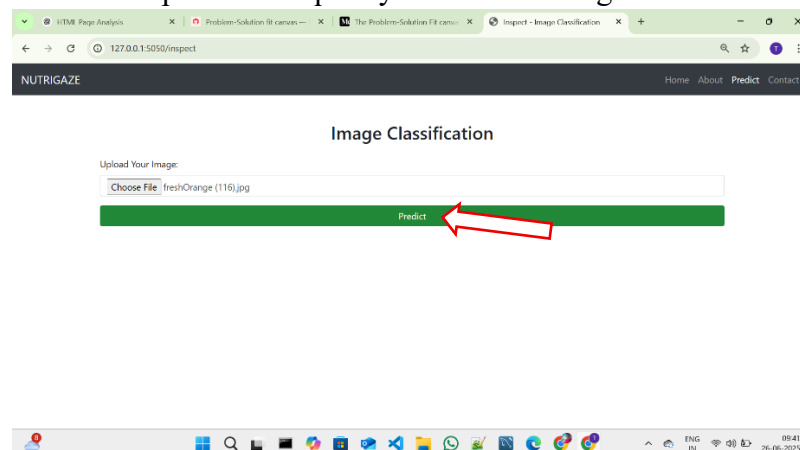 HTML Page Analysis
Problem-Solution fit canvas —
The Problem-Solution Fit canvas
Inspect - Image Classification
127.0.0.1:5050/inspect
NUTRIGAZE
Home About Predict Contact
Image Classification
Upload Your Image:
Choose File freshOrange (116).jpg
Predict
ENG
IN
09:41
26-06-2025